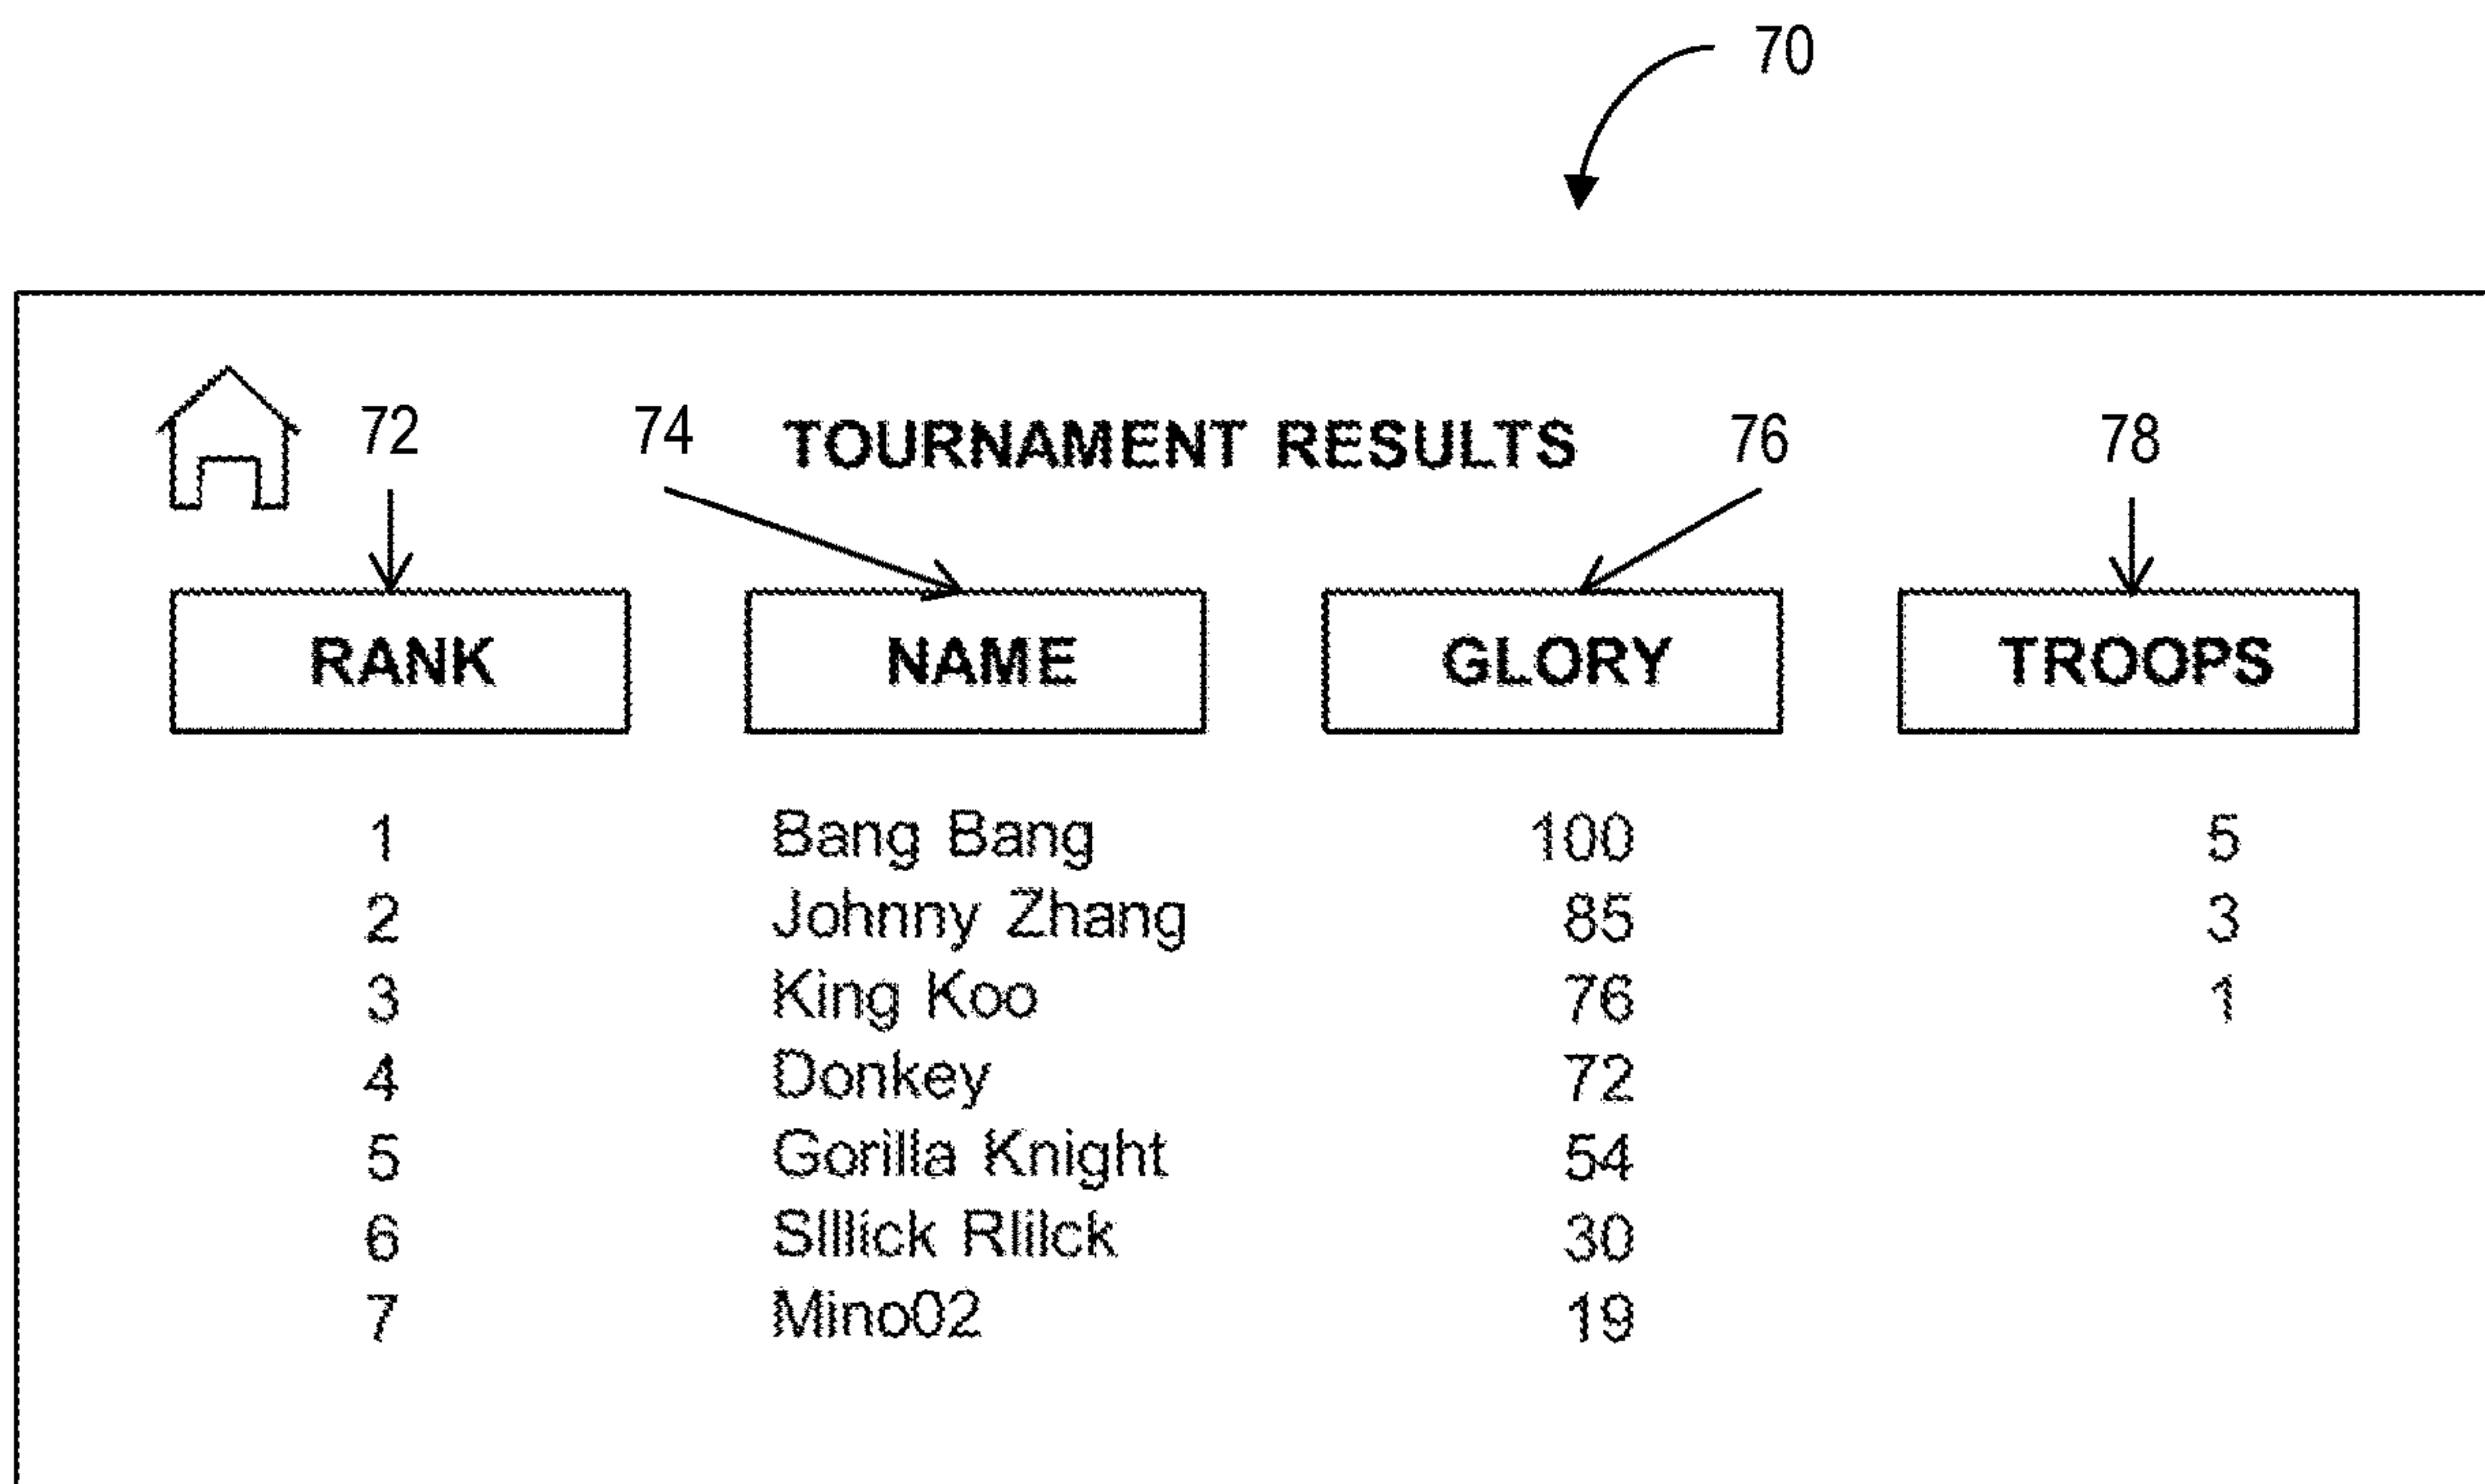 70
72 74 TOURNAMENT RESULTS 76 78
RANK NAME GLORY TROOPS
1 Bang Bang 100 5
2 Johnny Zhang 85 3
3 King Koo 76 1
4 Donkey 72
5 Gorilla Knight 54
6 Slllick Rlilck 30
7 Mino02 19